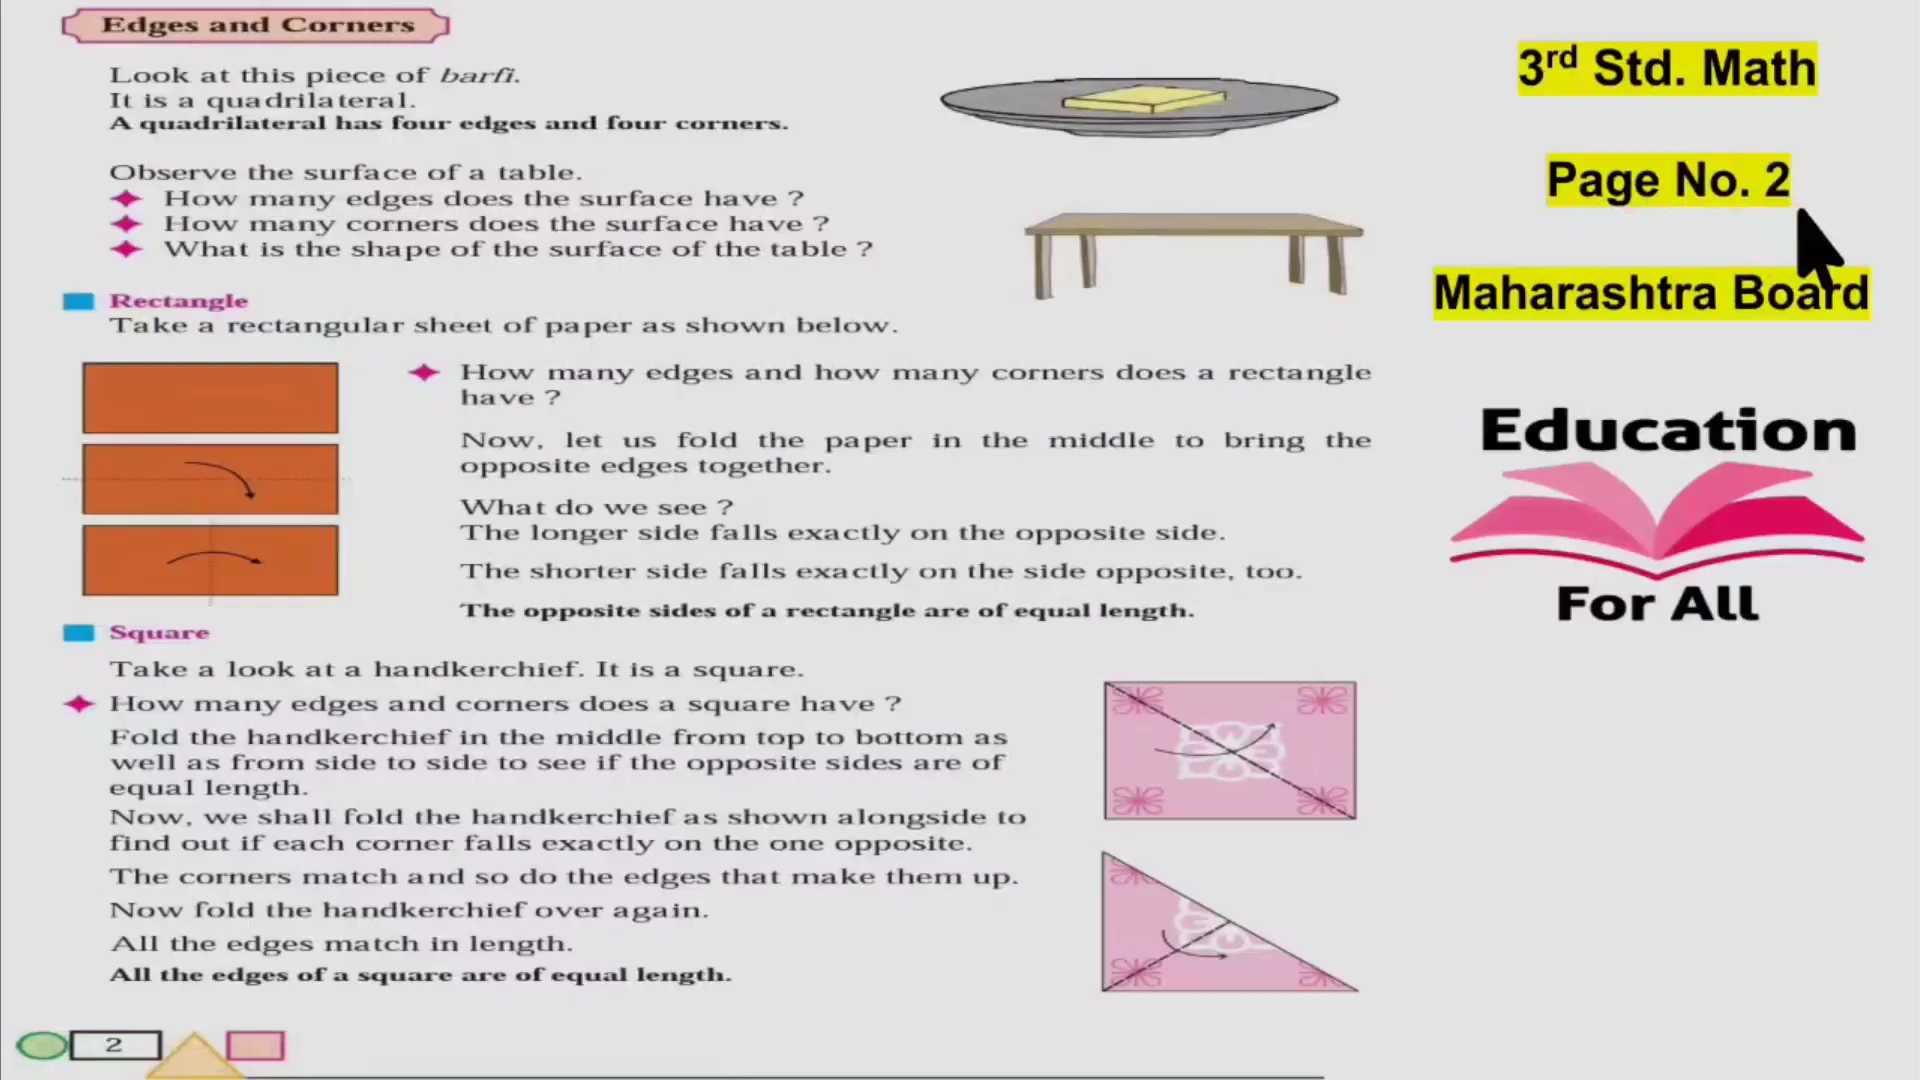 Edges and Corners
Look at this piece of barfi.
It is a quadrilateral.
A quadrilateral has four edges and four corners.
Observe the surface of a table.
How many edges does the surface have ?
How many corners does the surface have ?
What is the shape of the surface of the table ?
Rectangle
Take a rectangular sheet of paper as shown below.
How many edges and how many corners does a rectangle
have ?
Now, let us fold the paper in the middle to bring the
opposite edges together.
What do we see ?
The longer side falls exactly on the opposite side.
The shorter side falls exactly on the side opposite, too.
The opposite sides of a rectangle are of equal length.
Square
Take a look at a handkerchief. It is a square.
How many edges and corners does a square have ?
Fold the handkerchief in the middle from top to bottom as
well as from side to side to see if the opposite sides are of
equal length.
Now, we shall fold the handkerchief as shown alongside to
find out if each corner falls exactly on the one opposite.
The corners match and so do the edges that make them up.
Now fold the handkerchief over again.
All the edges match in length.
All the edges of a square are of equal length.
2
3rd Std. Math
Page No. 2
Maharashtra Board
Education
For All